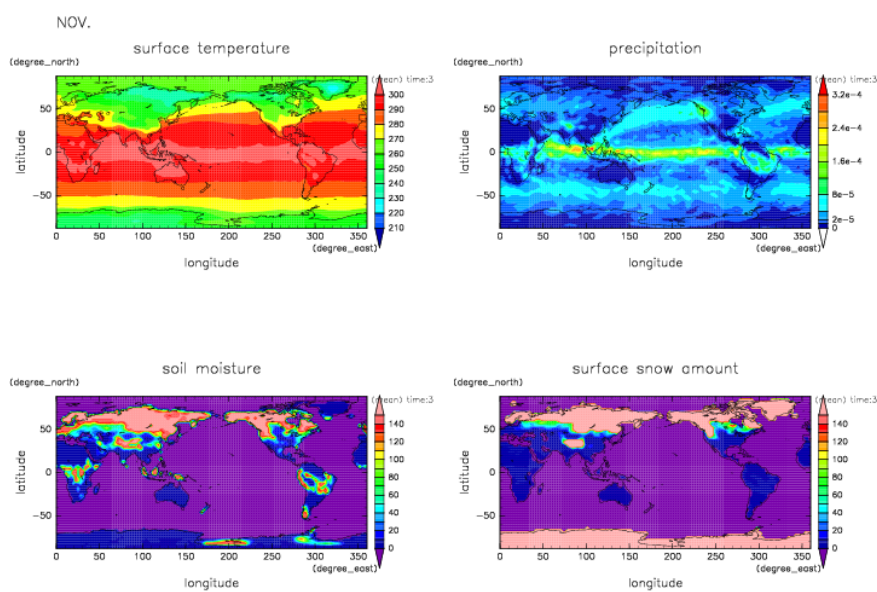 NOV.
surface temperature
(degree_north)
(mean) time:3
latitude
50
0
−50
300
290
280
270
260
250
240
230
220
210
0 50 100 150 200 250 300 350
(degree_east)
longitude
precipitation
(degree_north)
(mean) time:3
latitude
50
0
−50
3.2e−4
2.4e−4
1.6e−4
8e−5
2e−5
0
0 50 100 150 200 250 300 350
(degree_east)
longitude
soil moisture
(degree_north)
(mean) time:3
latitude
50
0
−50
140
120
100
80
60
40
20
0
0 50 100 150 200 250 300 350
(degree_east)
longitude
surface snow amount
(degree_north)
(mean) time:3
latitude
50
0
−50
140
120
100
80
60
40
20
0
0 50 100 150 200 250 300 350
(degree_east)
longitude